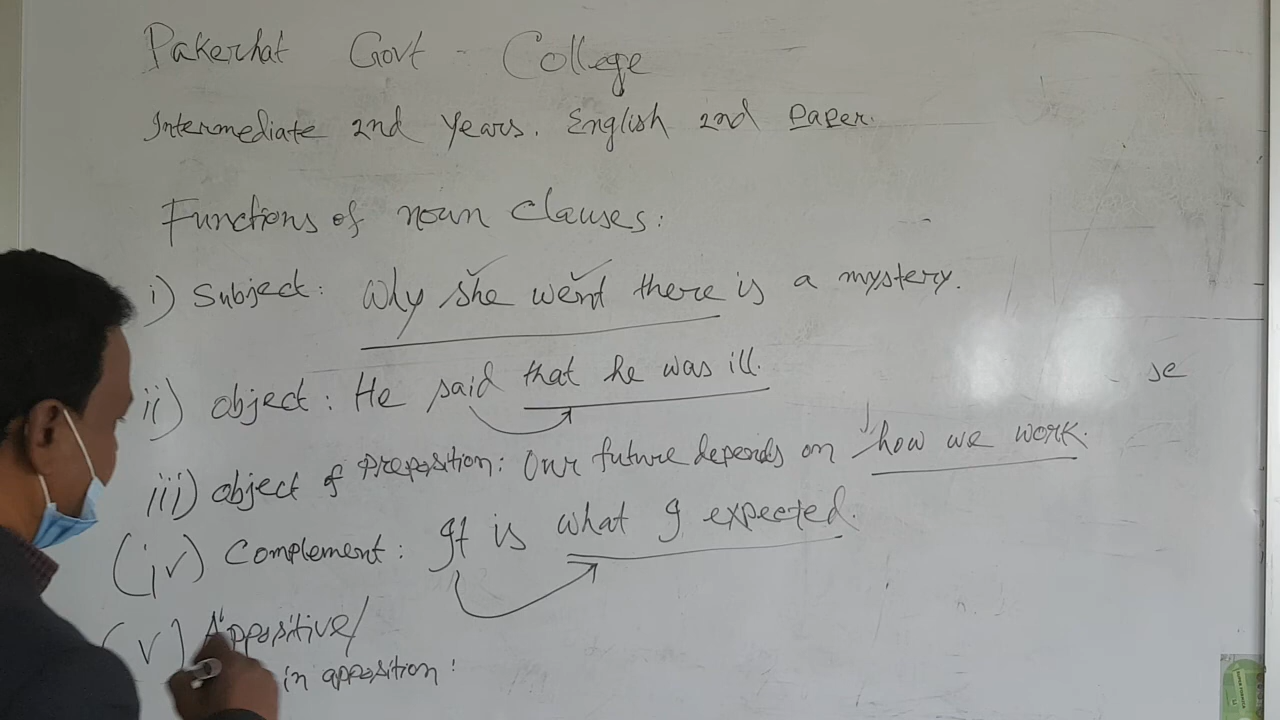 Pakerhat Govt - College
Intermediate 2nd years. English 2nd Paper.
Functions of noun clauses:
i) Subject: Why she went there is a mystery.
ii) object: He said that he was ill.
se
iii) object of preposition: Our future depends on how we work.
(iv) Complement: It is what I expected.
(v) Appositive/
in apposition: